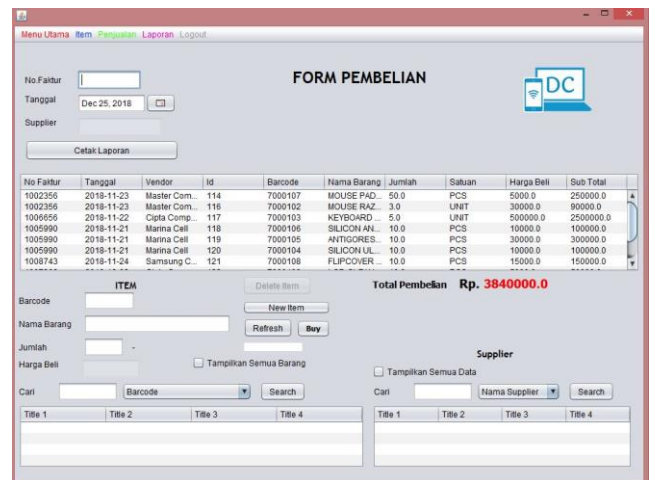 Menu Utama Item Penjualan Laporan Logout
No.Faktur
FORM PEMBELIAN
DC
Tanggal Dec 25, 2018
Supplier
Cetak Laporan
No Faktur Tanggal Vendor Id Barcode Nama Barang Jumlah Satuan Harga Beli Sub Total
1002356 2018-11-23 Master Com... 114 7000107 MOUSE PAD... 50.0 PCS 5000.0 250000.0
1002356 2018-11-23 Master Com... 116 7000102 MOUSE RAZ... 3.0 UNIT 30000.0 90000.0
1006656 2018-11-22 Cipta Comp... 117 7000103 KEYBOARD ... 5.0 UNIT 500000.0 2500000.0
1005990 2018-11-21 Marina Cell 118 7000106 SILICON AN... 10.0 PCS 10000.0 100000.0
1005990 2018-11-21 Marina Cell 119 7000105 ANTIGORES... 10.0 PCS 30000.0 300000.0
1005990 2018-11-21 Marina Cell 120 7000104 SILICON UL... 10.0 PCS 10000.0 100000.0
1008743 2018-11-24 Samsung C... 121 7000108 FLIPCOVER ... 10.0 PCS 15000.0 150000.0
ITEM Delete Item Total Pembelian Rp. 3840000.0
Barcode New Item
Nama Barang Refresh Buy
Jumlah -
Supplier
Harga Beli Tampilkan Semua Barang Tampilkan Semua Data
Cari Barcode Search Cari Nama Supplier Search
Title 1 Title 2 Title 3 Title 4 Title 1 Title 2 Title 3 Title 4